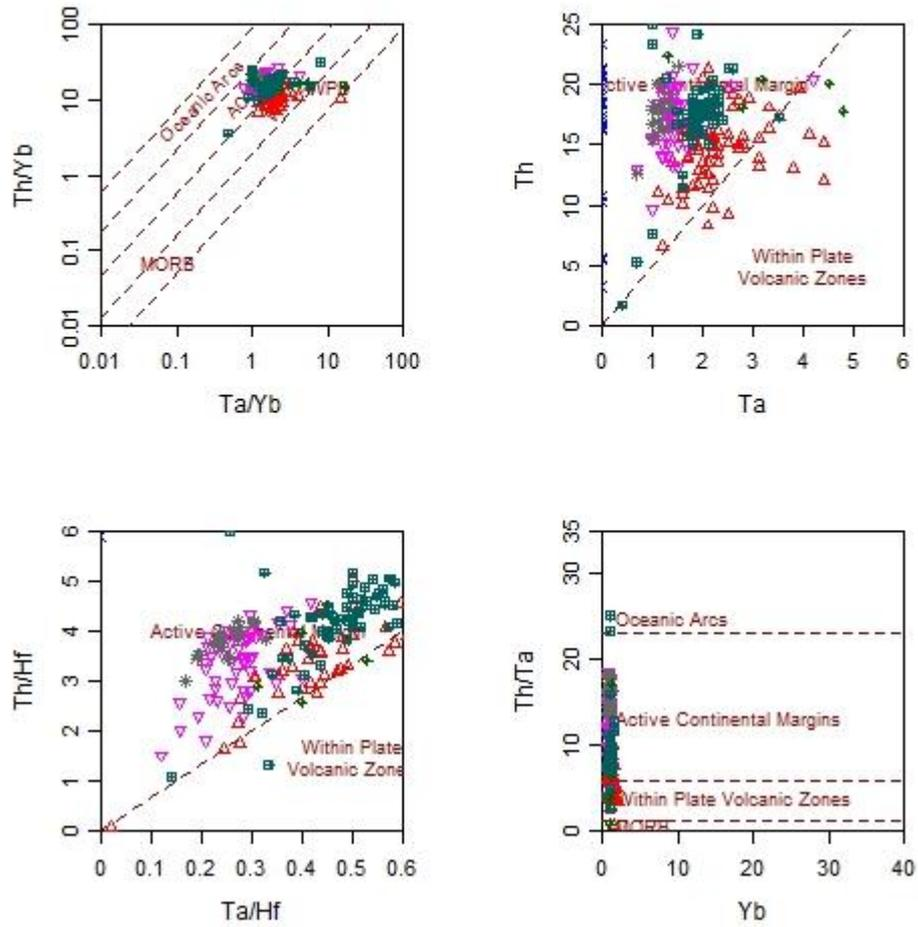 100
10
1
0.1
0.01
Th/Yb
Oceanic Arcs
MORB
0.01 0.1 1 10 100
Ta/Yb
25
20
15
10
5
0
Th
Within Plate
Volcanic Zones
0 1 2 3 4 5 6
Ta
6
5
4
3
2
1
0
Th/Hf
Within Plate
Volcanic Zone
0 0.1 0.2 0.3 0.4 0.5 0.6
Ta/Hf
35
30
20
10
0
Th/Ta
Oceanic Arcs
Active Continental Margins
Within Plate Volcanic Zones
MORB
0 10 20 30 40
Yb